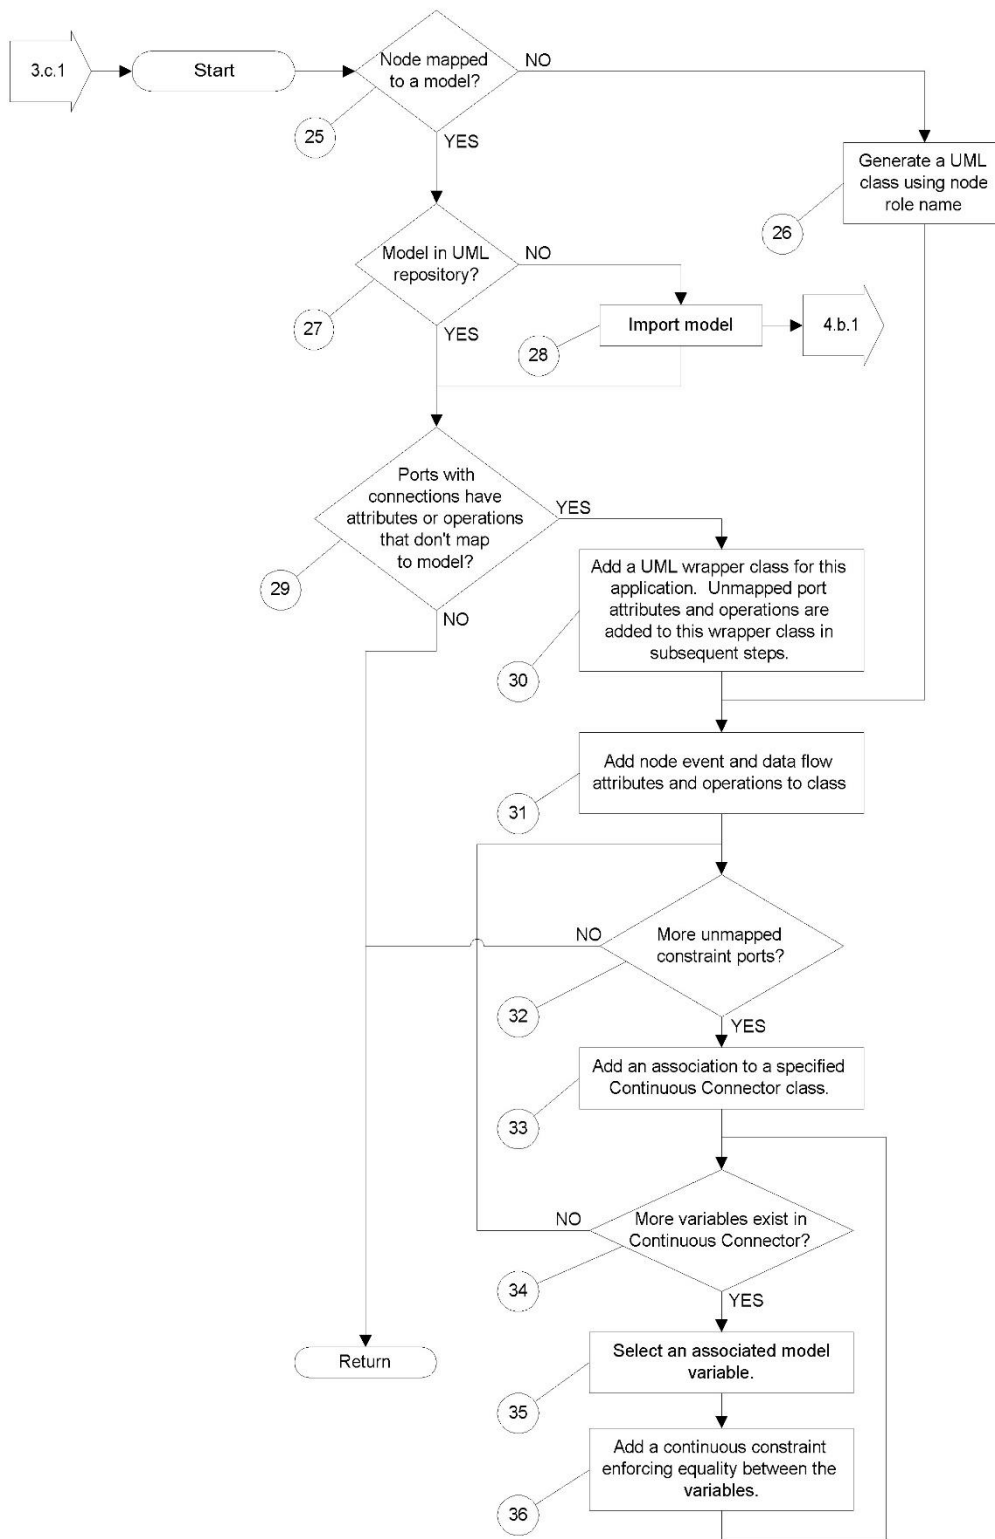 3.c.1
Start
Node mapped
to a model?
NO
25
YES
Generate a UML
class using node
role name
26
Model in UML
repository?
NO
27
YES
Import model
28
4.b.1
Ports with
connections have
attributes or operations
that don't map
to model?
YES
29
NO
Add a UML wrapper class for this
application. Unmapped port
attributes and operations are
added to this wrapper class in
subsequent steps.
30
Add node event and data flow
attributes and operations to class
31
More unmapped
constraint ports?
NO
32
YES
Add an association to a specified
Continuous Connector class.
33
More variables exist in
Continuous Connector?
NO
34
YES
Return
Select an associated model
variable.
35
Add a continuous constraint
enforcing equality between the
variables.
36